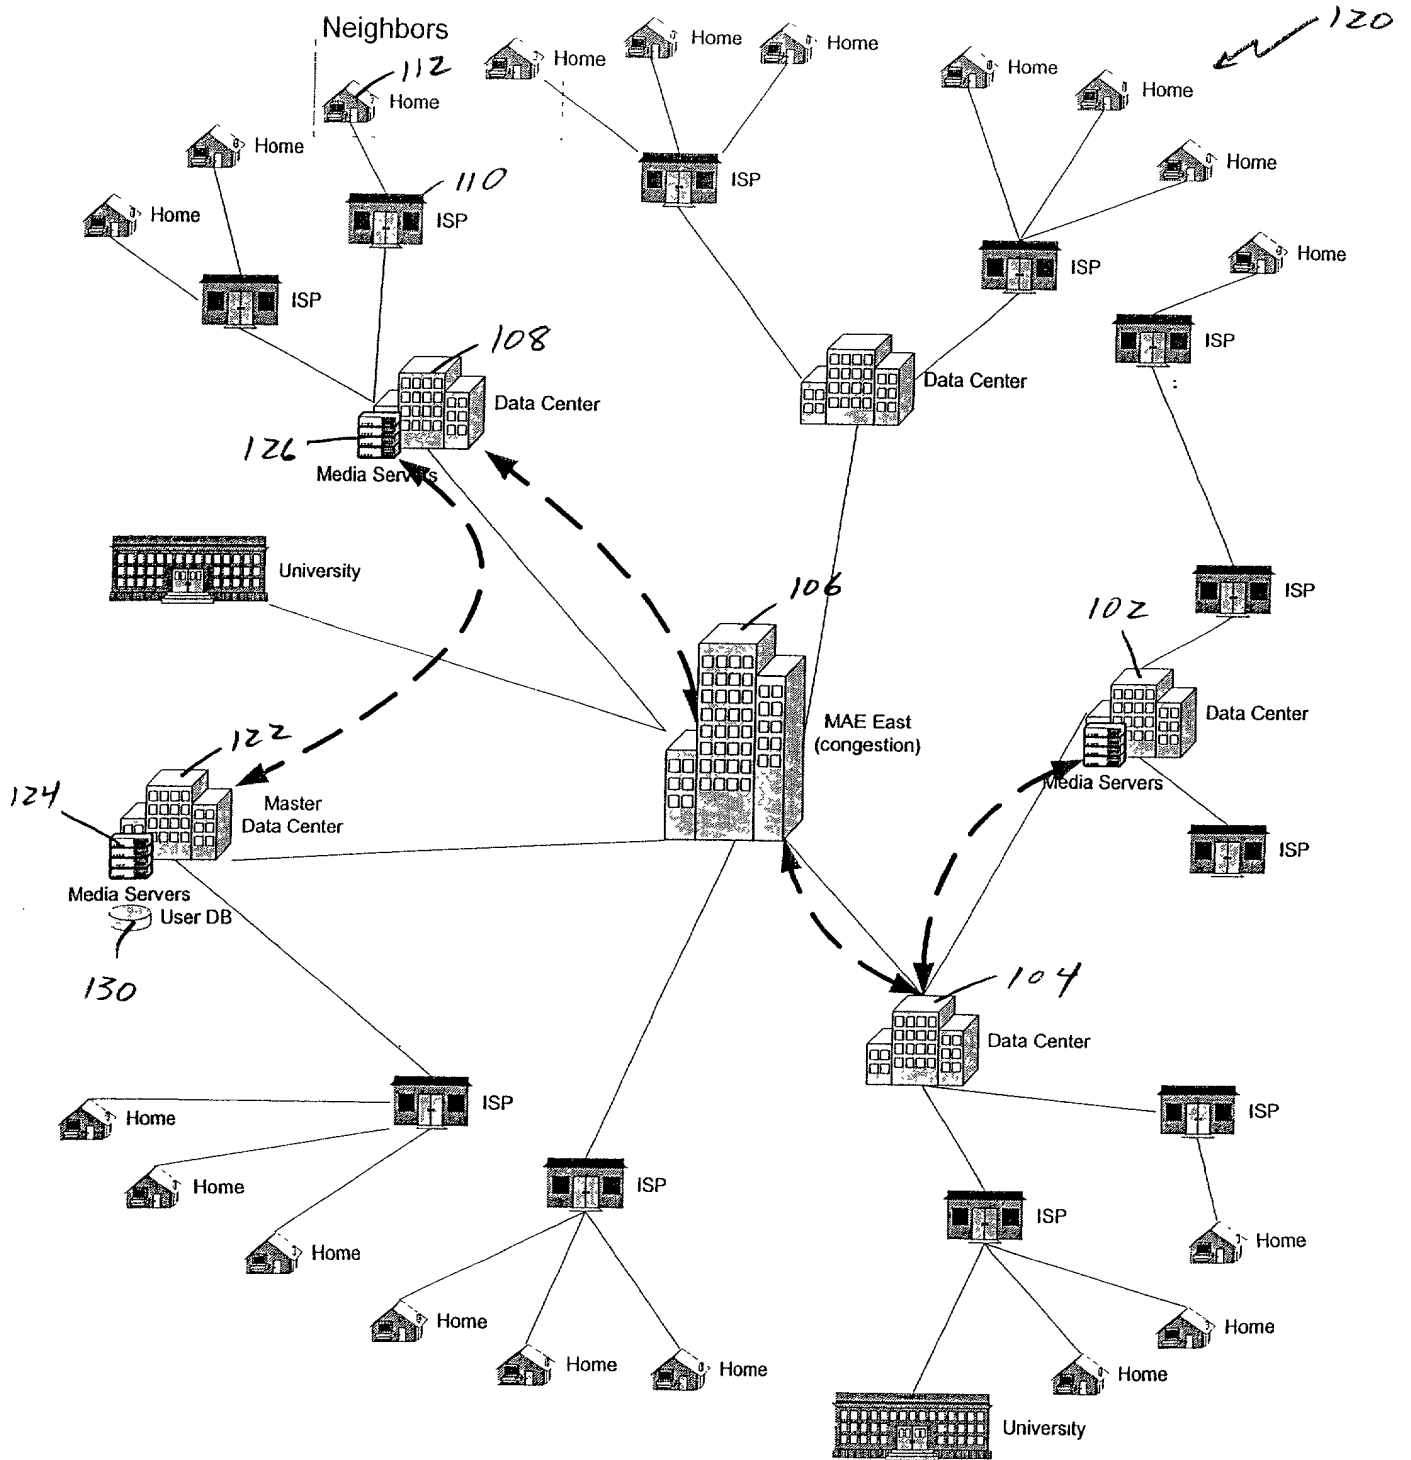 120
Neighbors
Home
Home
Home
Home
112
Home
Home
Home
Home
Home
110
ISP
ISP
Home
ISP
Home
ISP
ISP
108
ISP
Data Center
Data Center
126
Media Servers
University
ISP
106
102
MAE East
(congestion)
Data Center
122
124
Master
Data Center
Media Servers
ISP
Media Servers
User DB
130
104
Data Center
ISP
ISP
Home
Home
ISP
ISP
Home
Home
Home
Home
Home
Home
Home
University